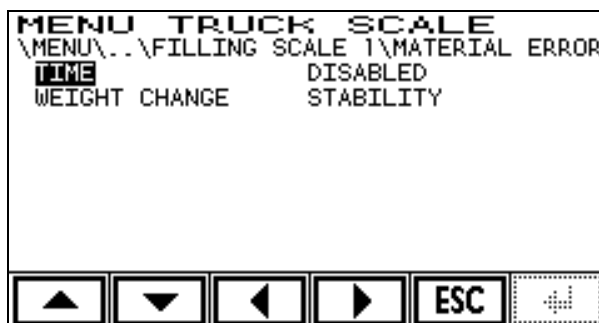 MENU TRUCK SCALE
\MENU\..\FILLING SCALE 1\MATERIAL ERROR
TIME DISABLED
WEIGHT CHANGE STABILITY
ESC